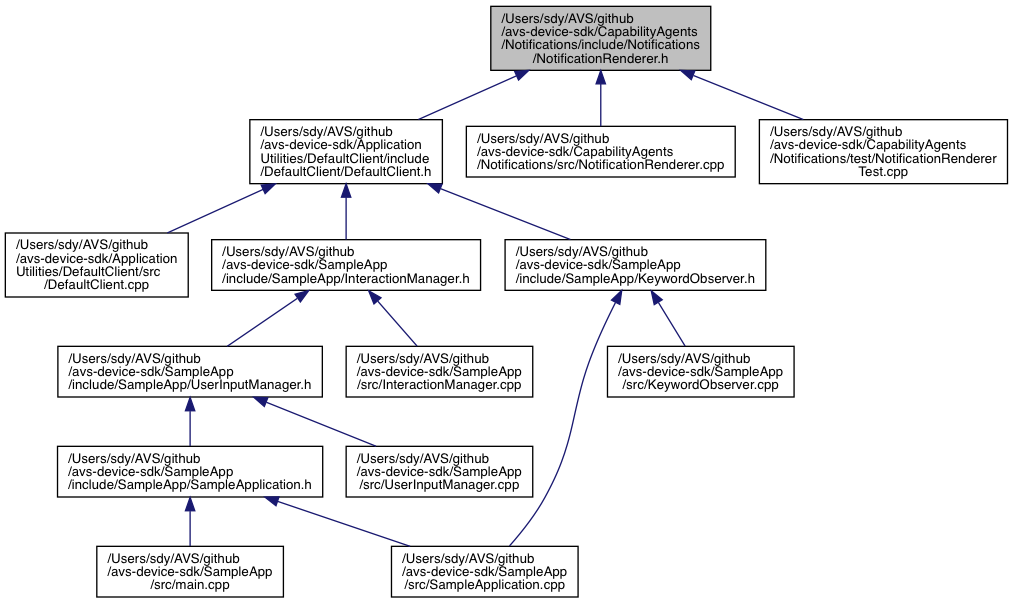 /Users/sdy/AVS/github
/avs-device-sdk/CapabilityAgents
/Notifications/include/Notifications
/NotificationRenderer.h
/Users/sdy/AVS/github
/avs-device-sdk/Application
Utilities/DefaultClient/include
/DefaultClient/DefaultClient.h
/Users/sdy/AVS/github
/avs-device-sdk/CapabilityAgents
/Notifications/src/NotificationRenderer.cpp
/Users/sdy/AVS/github
/avs-device-sdk/CapabilityAgents
/Notifications/test/NotificationRenderer
Test.cpp
/Users/sdy/AVS/github
/avs-device-sdk/Application
Utilities/DefaultClient/src
/DefaultClient.cpp
/Users/sdy/AVS/github
/avs-device-sdk/SampleApp
/include/SampleApp/InteractionManager.h
/Users/sdy/AVS/github
/avs-device-sdk/SampleApp
/include/SampleApp/KeywordObserver.h
/Users/sdy/AVS/github
/avs-device-sdk/SampleApp
/include/SampleApp/UserInputManager.h
/Users/sdy/AVS/github
/avs-device-sdk/SampleApp
/src/InteractionManager.cpp
/Users/sdy/AVS/github
/avs-device-sdk/SampleApp
/src/KeywordObserver.cpp
/Users/sdy/AVS/github
/avs-device-sdk/SampleApp
/include/SampleApp/SampleApplication.h
/Users/sdy/AVS/github
/avs-device-sdk/SampleApp
/src/UserInputManager.cpp
/Users/sdy/AVS/github
/avs-device-sdk/SampleApp
/src/main.cpp
/Users/sdy/AVS/github
/avs-device-sdk/SampleApp
/src/SampleApplication.cpp